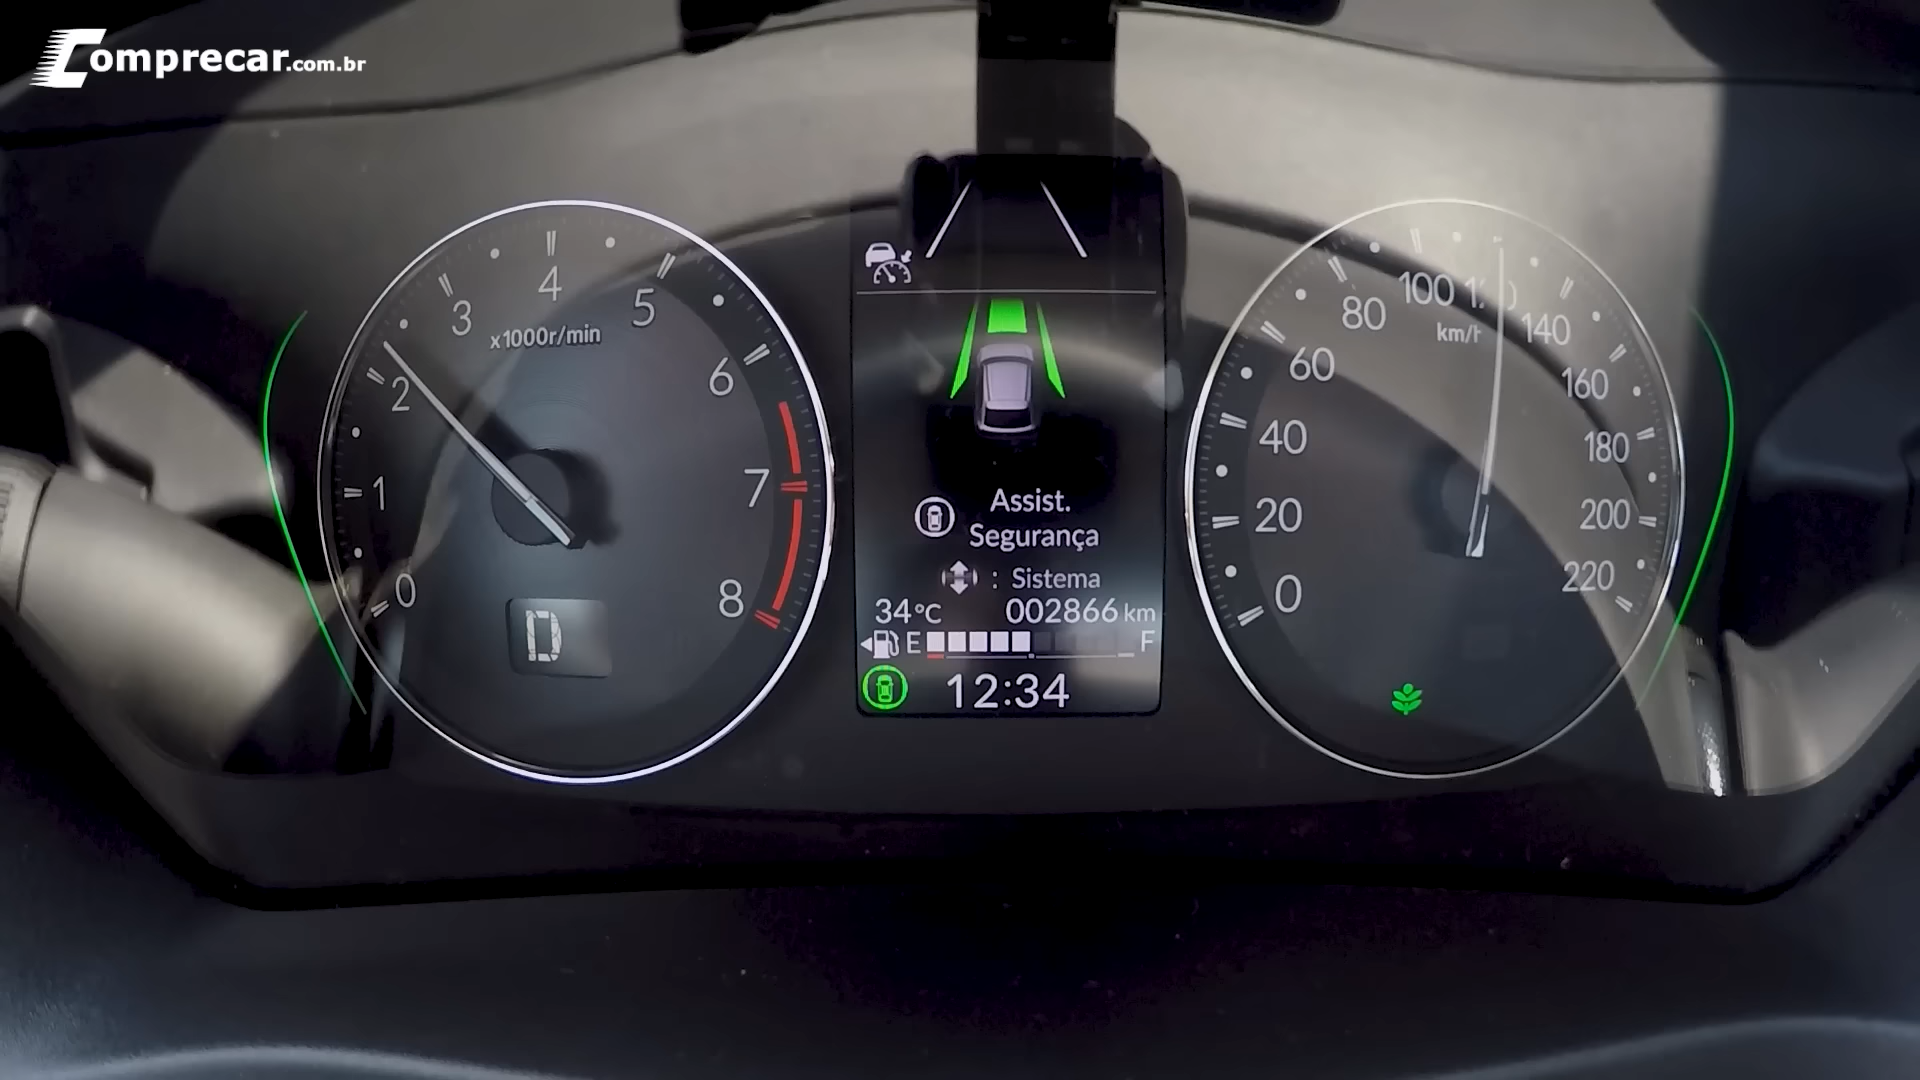 Comprecar.com.br
0
1
2
3
4
5
6
7
8
x1000r/min
D
Assist.
Segurança
: Sistema
34°C 002866 km
E F
12:34
0
20
40
60
80
100
140
160
180
200
220
km/h